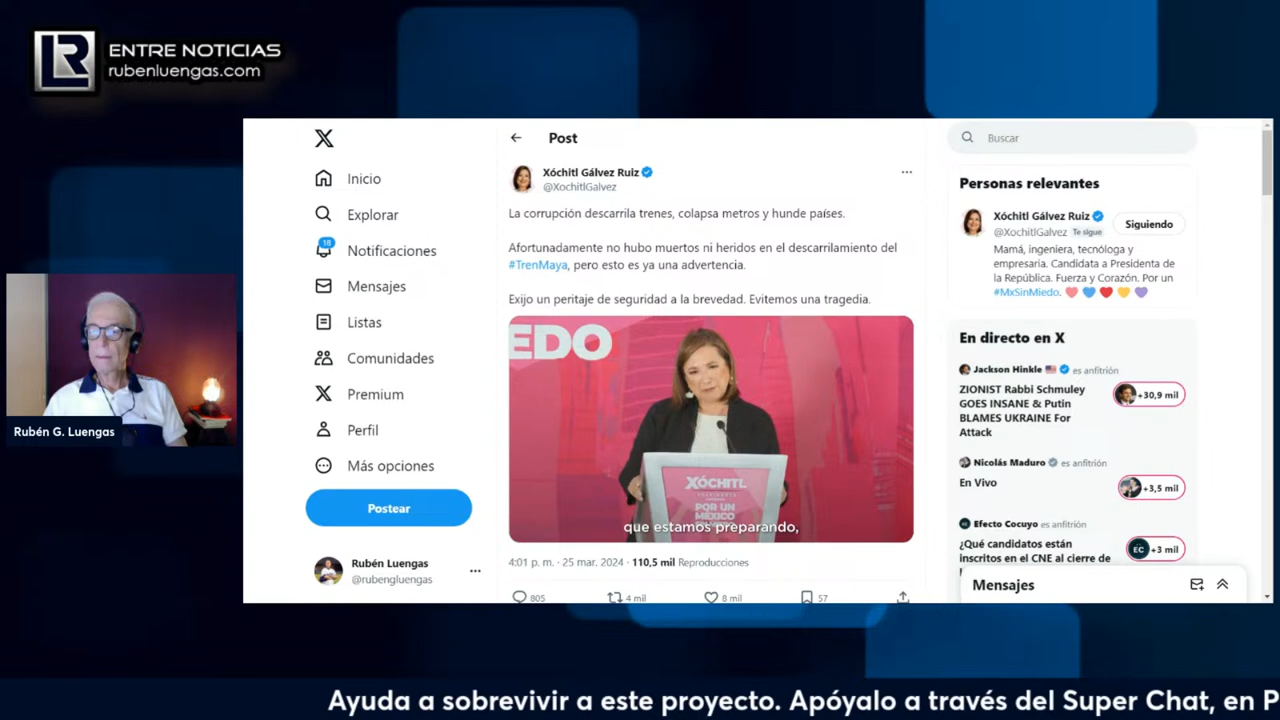 ENTRE NOTICIAS
rubenluengas.com
Rubén G. Luengas
Inicio
Explorar
18
Notificaciones
Mensajes
Listas
Comunidades
Premium
Perfil
Más opciones
Postear
Rubén Luengas
@rubengluengas
Post
Xóchitl Gálvez Ruiz
@XochitlGalvez
La corrupción descarrila trenes, colapsa metros y hunde países.
Afortunadamente no hubo muertos ni heridos en el descarrilamiento del
#TrenMaya, pero esto es ya una advertencia.
Exijo un peritaje de seguridad a la brevedad. Evitemos una tragedia.
EDO
XÓCHITL
POR UN
MÉXICO
que estamos preparando,
4:01 p. m. · 25 mar. 2024 · 110,5 mil Reproducciones
805
4 mil
8 mil
57
Buscar
Personas relevantes
Xóchitl Gálvez Ruiz
@XochitlGalvez Te sigue
Siguiendo
Mamá, ingeniera, tecnóloga y
empresaria. Candidata a Presidenta de
la República. Fuerza y Corazón. Por un
#MxSinMiedo.
En directo en X
Jackson Hinkle es anfitrión
ZIONIST Rabbi Schmuley
GOES INSANE & Putin
BLAMES UKRAINE For
Attack
+30,9 mil
Nicolás Maduro es anfitrión
En Vivo
+3,5 mil
Efecto Cocuyo es anfitrión
¿Qué candidatos están
inscritos en el CNE al cierre de
EC +3 mil
Mensajes
Ayuda a sobrevivir a este proyecto. Apóyalo a través del Super Chat, en P